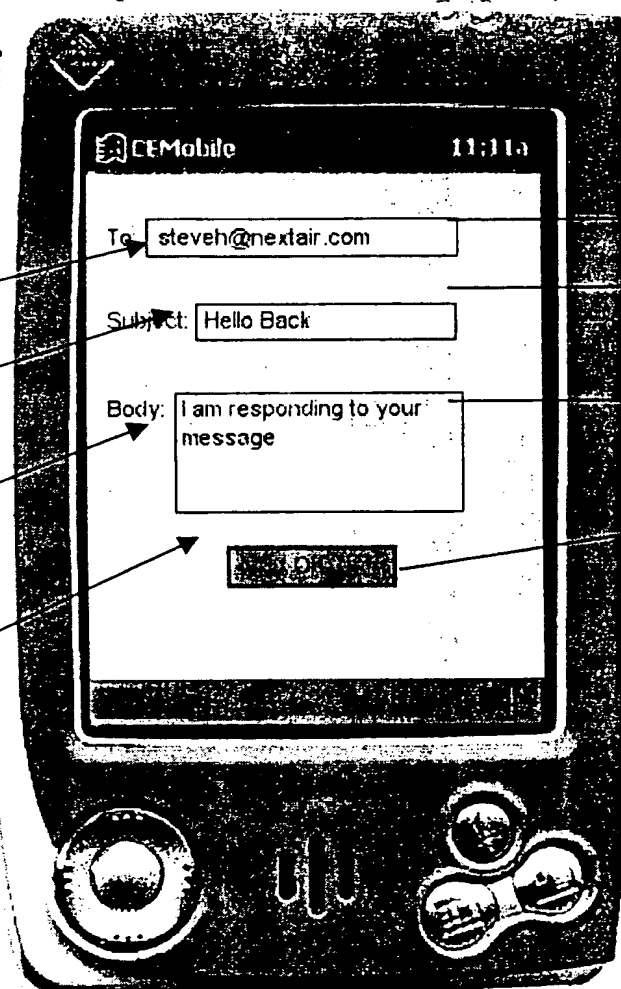 CEMobile 11:11a
To: steveh@nextair.com
Subject: Hello Back
Body: I am responding to your
message